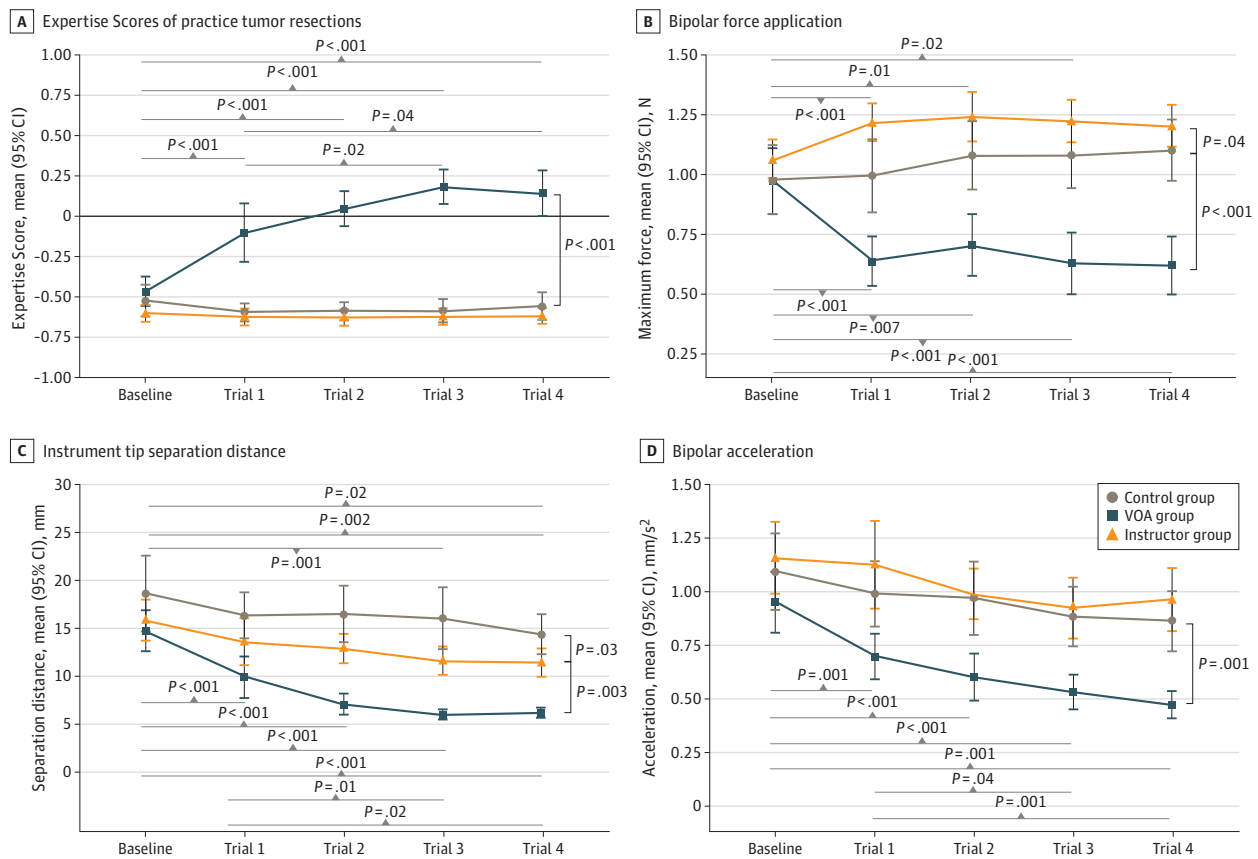 A Expertise Scores of practice tumor resections
Expertise Score, mean (95% CI)
1.00
0.75
0.50
0.25
0
-0.25
-0.50
-0.75
-1.00
P<.001
P<.001
P<.001
P=.04
P<.001
P=.02
P<.001
Baseline Trial 1 Trial 2 Trial 3 Trial 4
B Bipolar force application
Maximum force, mean (95% CI), N
1.50
1.25
1.00
0.75
0.50
0.25
P=.02
P=.01
P<.001
P=.04
P<.001
P<.001
P=.007
P<.001 P<.001
Baseline Trial 1 Trial 2 Trial 3 Trial 4
C Instrument tip separation distance
Separation distance, mean (95% CI), mm
30
25
20
15
10
5
0
P=.02
P=.002
P=.001
P=.03
P=.003
P<.001
P<.001
P<.001
P<.001
P=.01
P=.02
Baseline Trial 1 Trial 2 Trial 3 Trial 4
D Bipolar acceleration
Acceleration, mean (95% CI), mm/s²
1.50
1.25
1.00
0.75
0.50
0.25
0
Control group
VOA group
Instructor group
P=.001
P=.001
P<.001
P<.001
P=.001
P=.04
P=.001
Baseline Trial 1 Trial 2 Trial 3 Trial 4